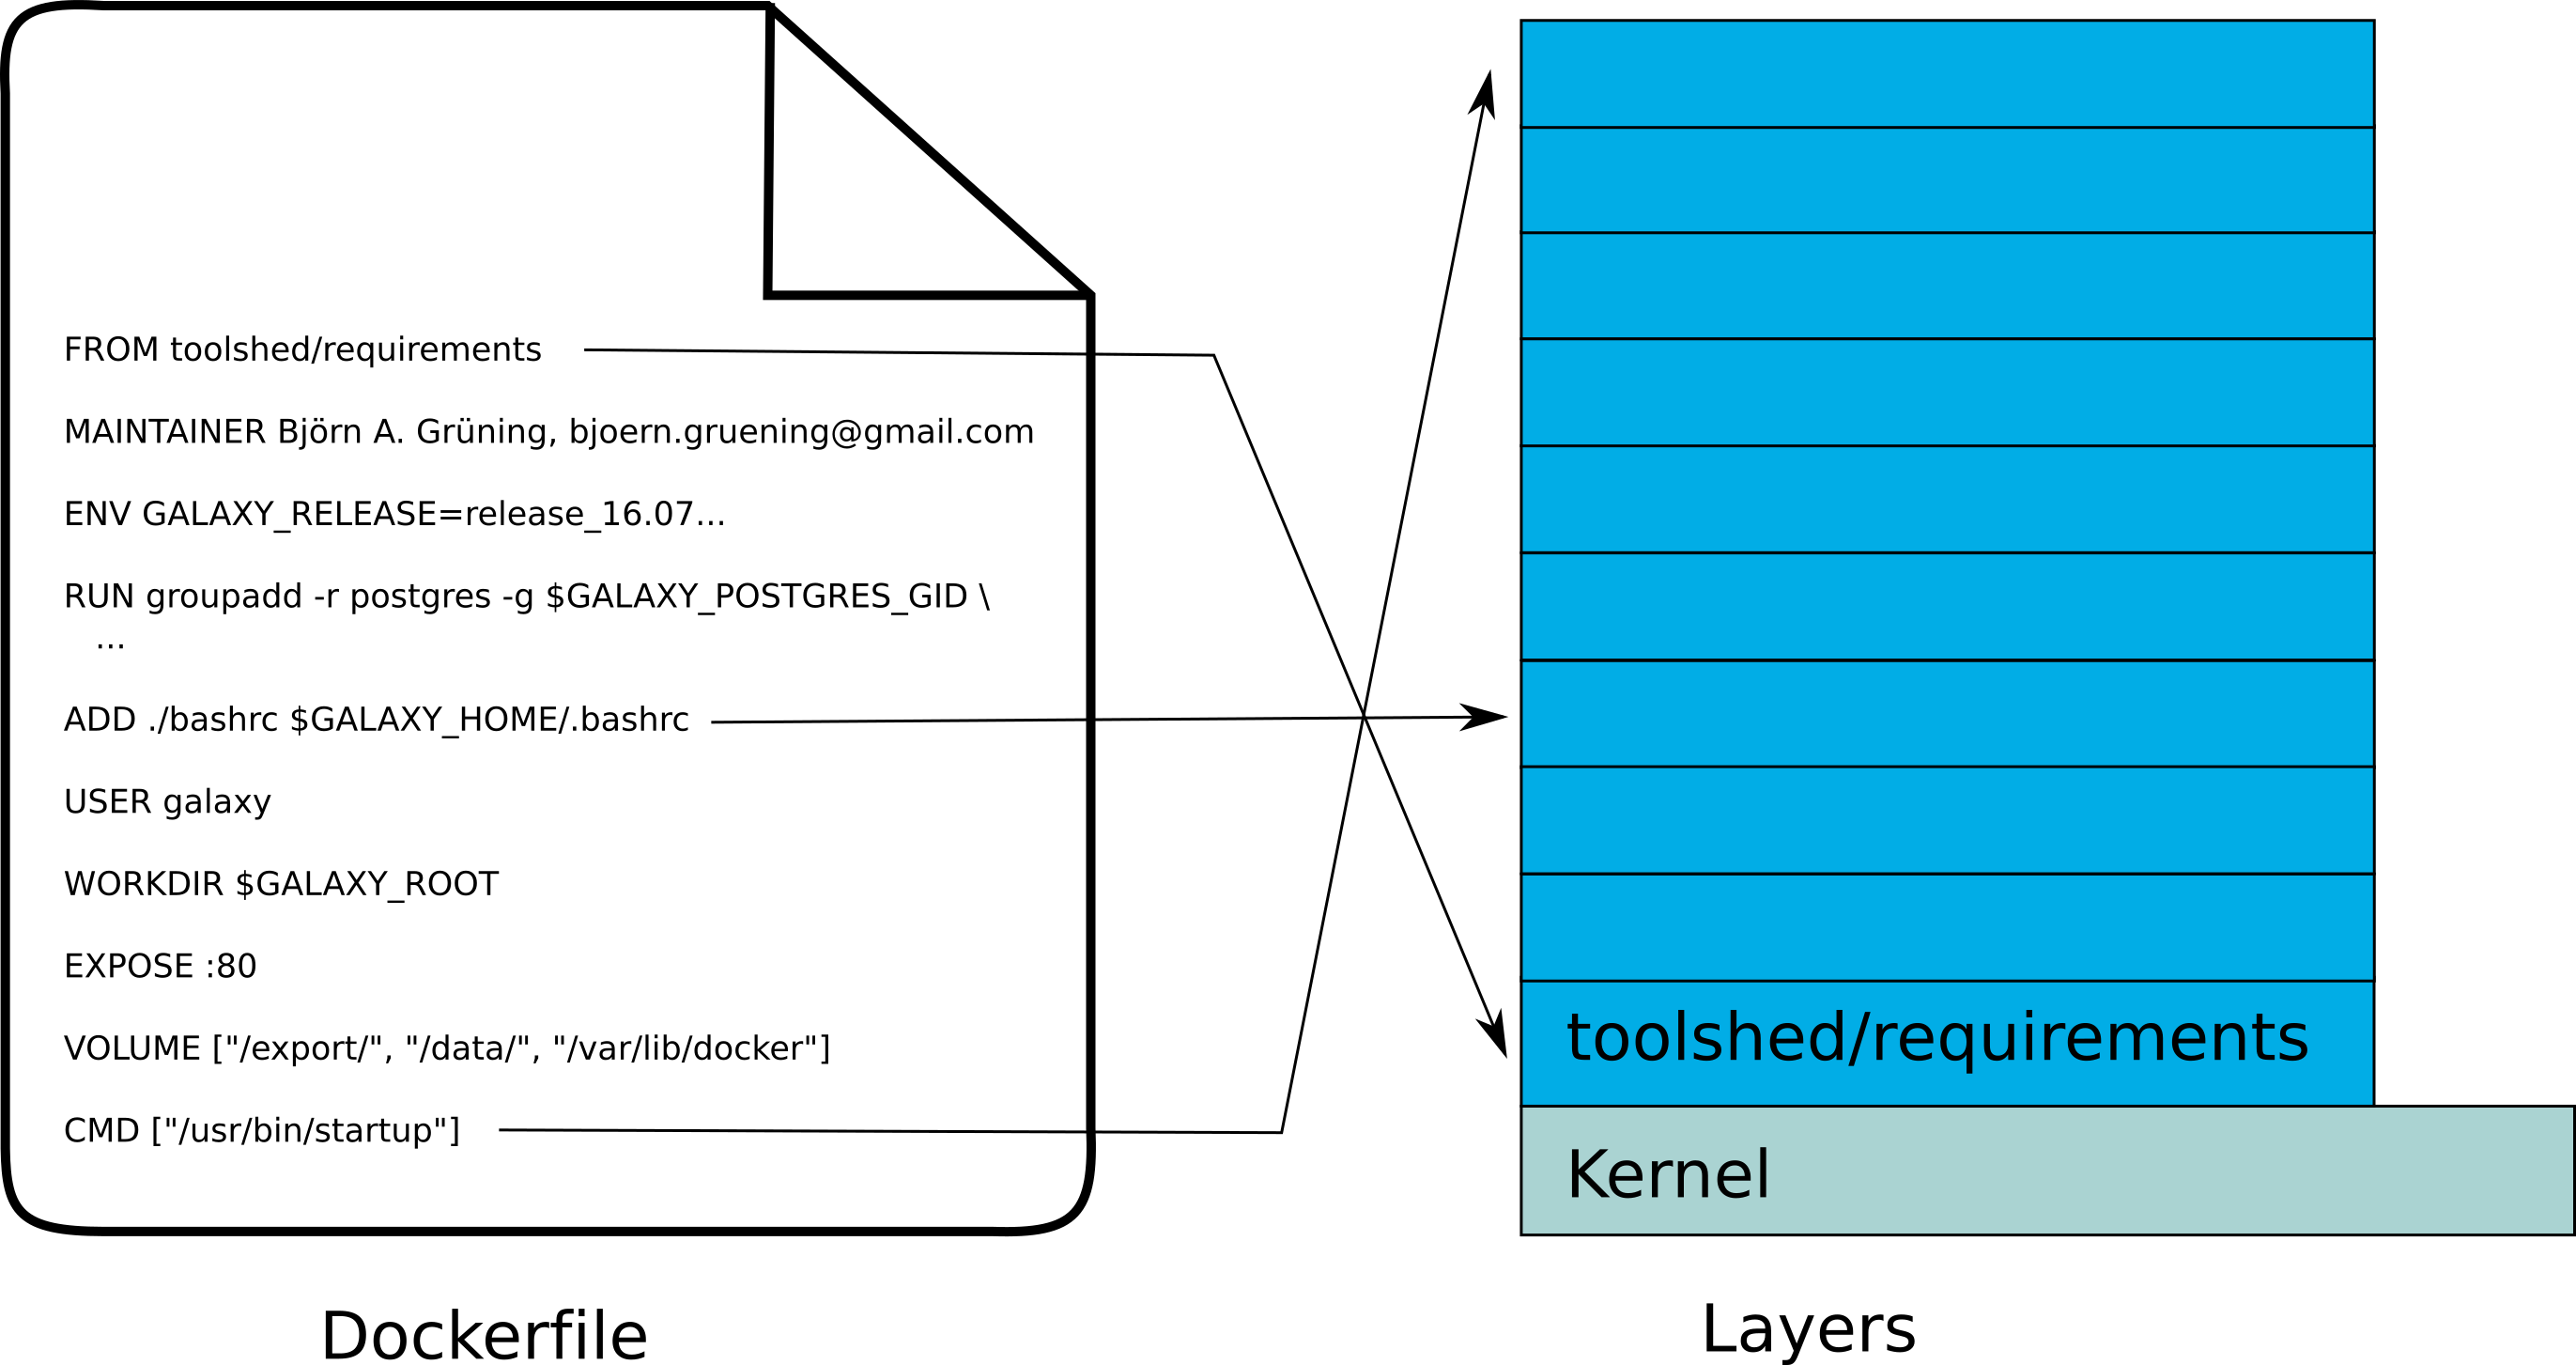 FROM toolshed/requirements
MAINTAINER Björn A. Grüning, bjoern.gruening@gmail.com
ENV GALAXY_RELEASE=release_16.07...
RUN groupadd -r postgres -g $GALAXY_POSTGRES_GID \
...
ADD ./bashrc $GALAXY_HOME/.bashrc
USER galaxy
WORKDIR $GALAXY_ROOT
EXPOSE :80
VOLUME ["/export/", "/data/", "/var/lib/docker"]
CMD ["/usr/bin/startup"]
Dockerfile
toolshed/requirements
Kernel
Layers